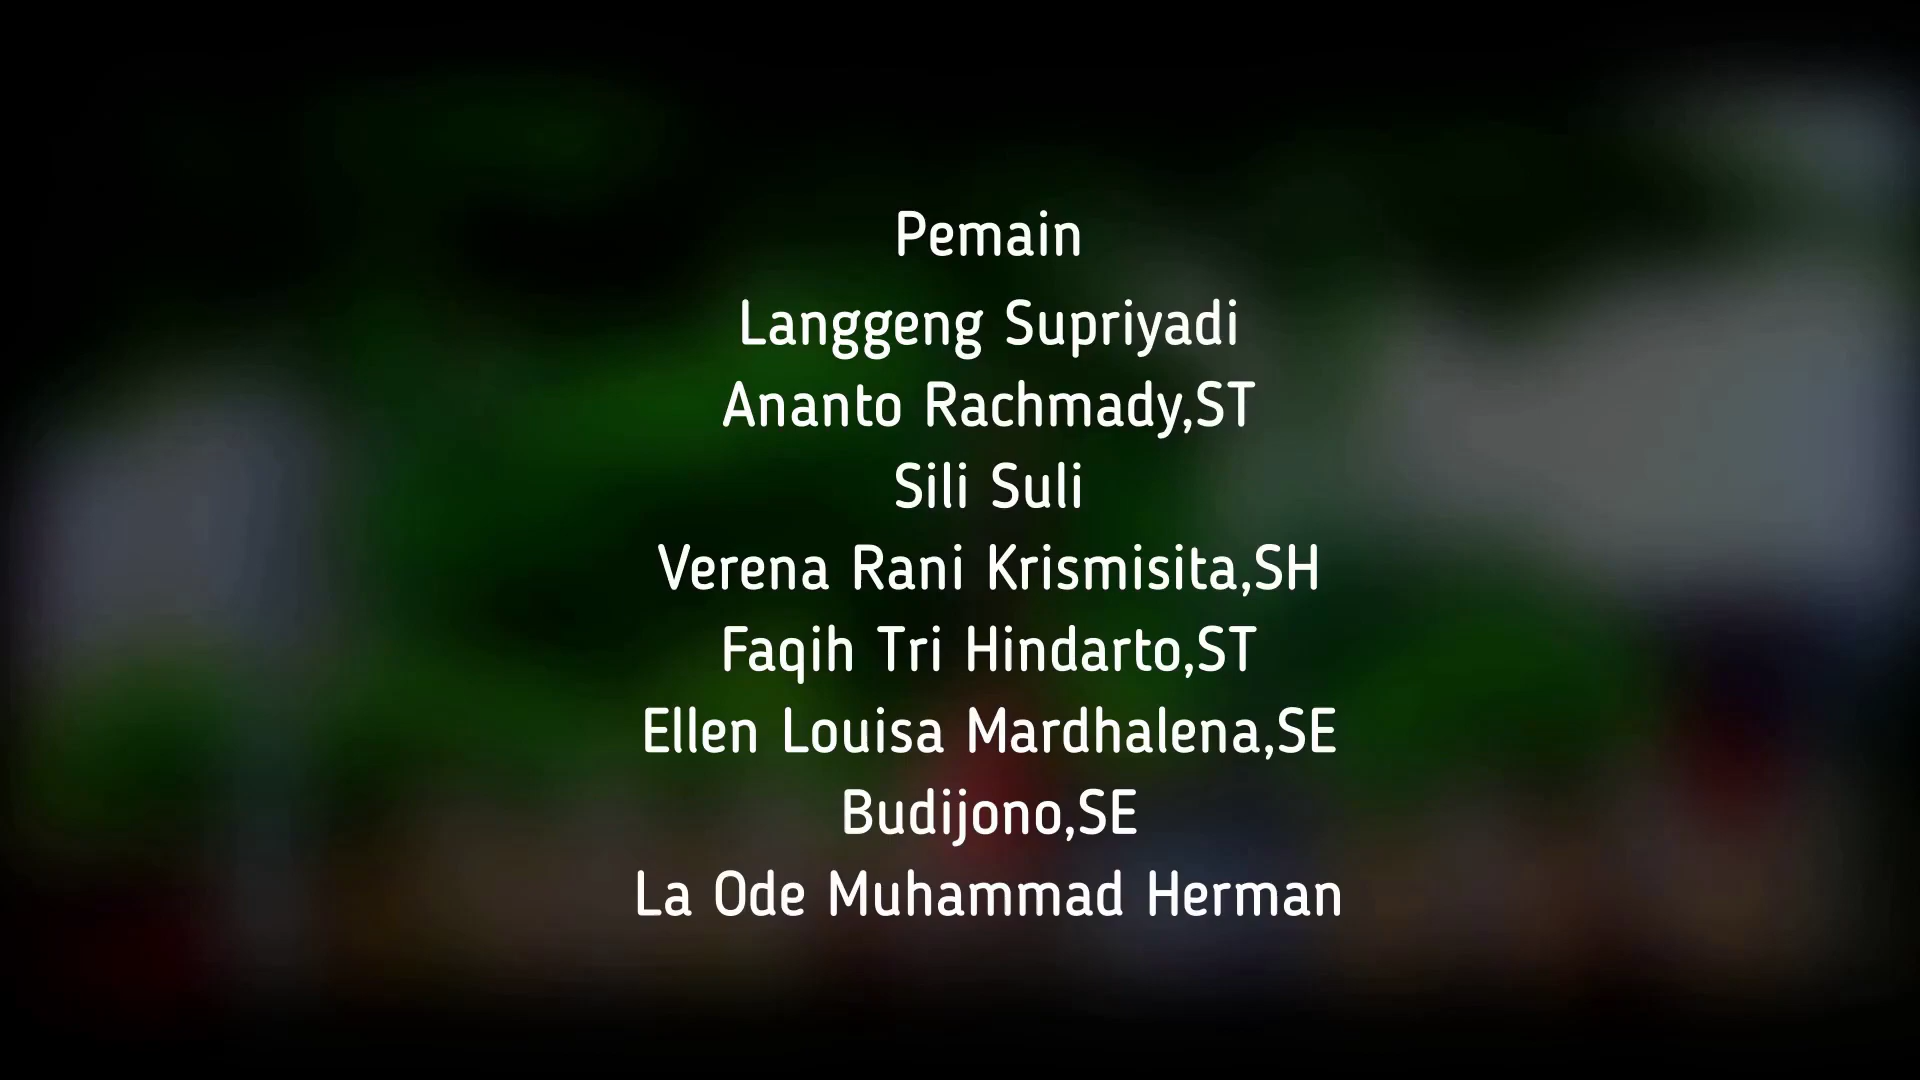 Pemain
Langgeng Supriyadi
Ananto Rachmady,ST
Sili Suli
Verena Rani Krismisita,SH
Faqih Tri Hindarto,ST
Ellen Louisa Mardhalena,SE
Budijono,SE
La Ode Muhammad Herman